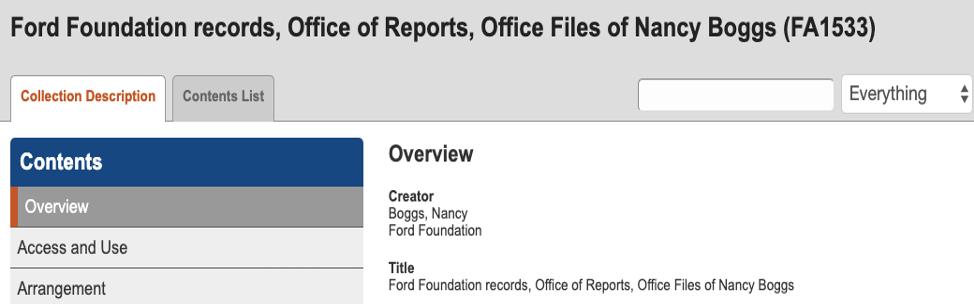 Ford Foundation records, Office of Reports, Office Files of Nancy Boggs (FA1533)
Collection Description
Contents List
Everything
Contents
Overview
Access and Use
Arrangement
Overview
Creator
Boggs, Nancy
Ford Foundation
Title
Ford Foundation records, Office of Reports, Office Files of Nancy Boggs